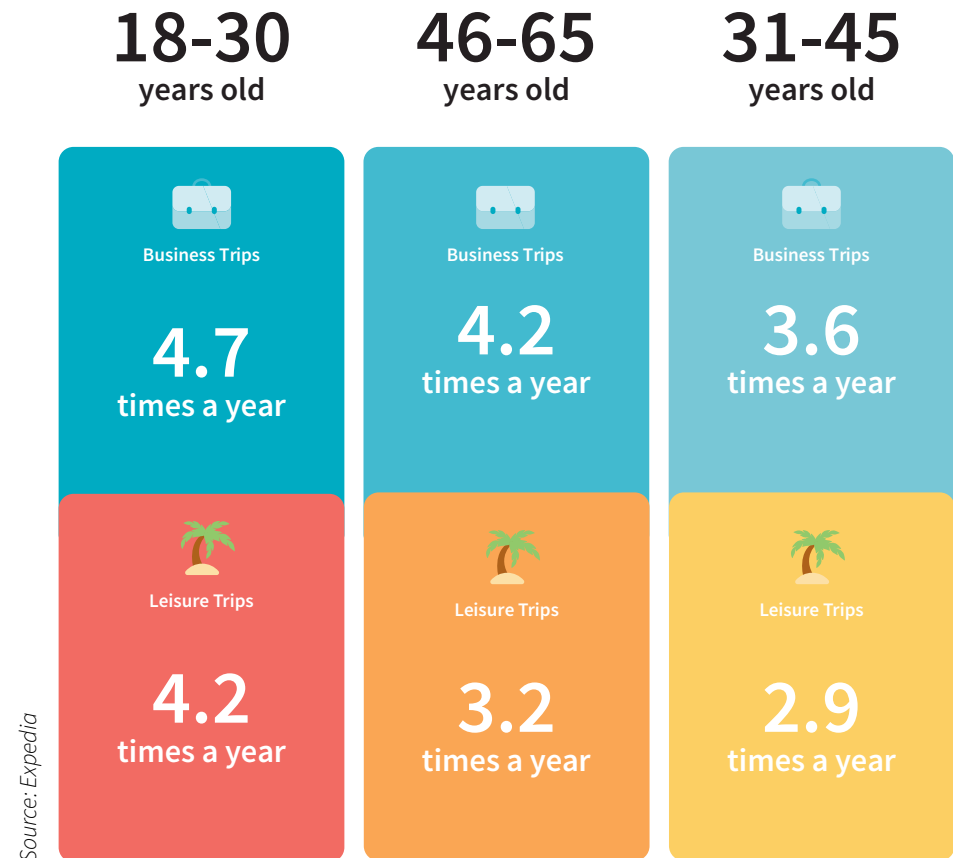 18-30
years old
46-65
years old
31-45
years old
Business Trips
4.7
times a year
Business Trips
4.2
times a year
Business Trips
3.6
times a year
Leisure Trips
4.2
times a year
Leisure Trips
3.2
times a year
Leisure Trips
2.9
times a year
Source: Expedia